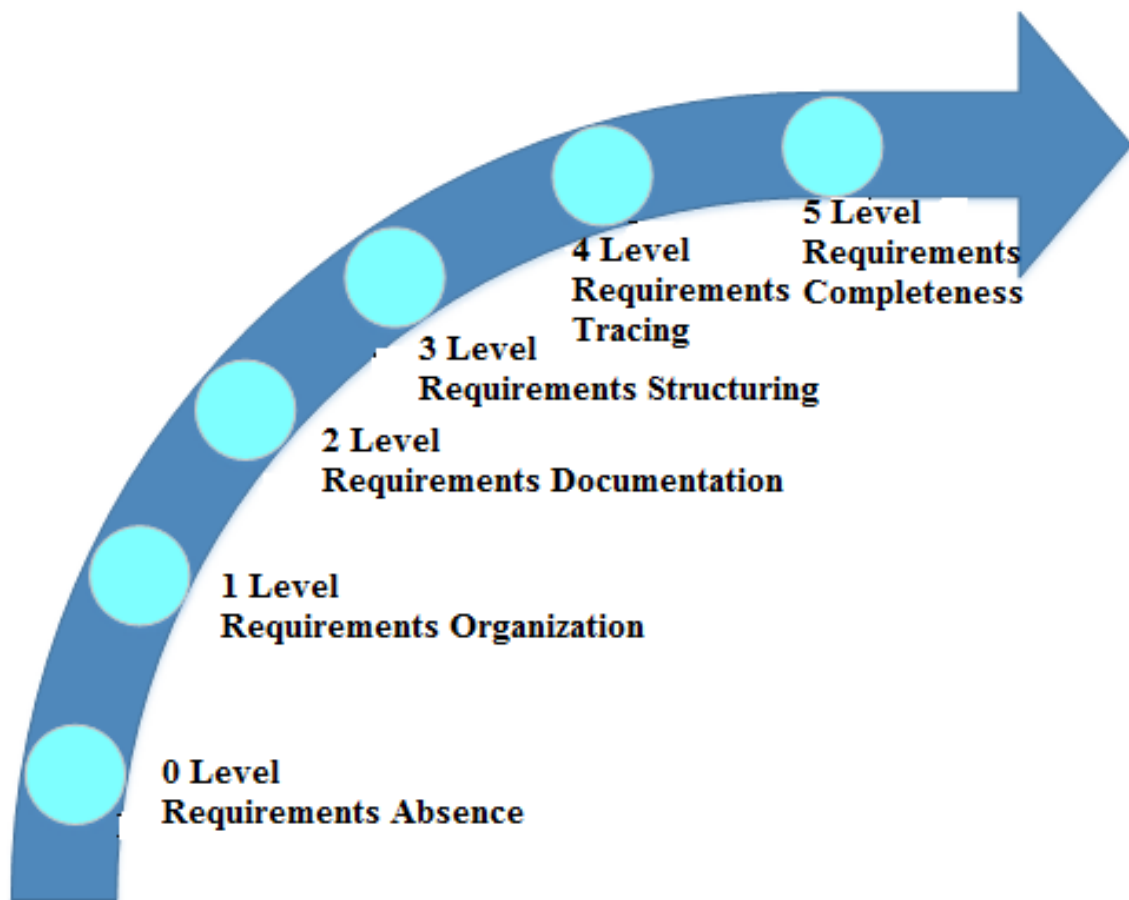 5 Level
Requirements
Completeness
4 Level
Requirements
Tracing
3 Level
Requirements Structuring
2 Level
Requirements Documentation
1 Level
Requirements Organization
0 Level
Requirements Absence